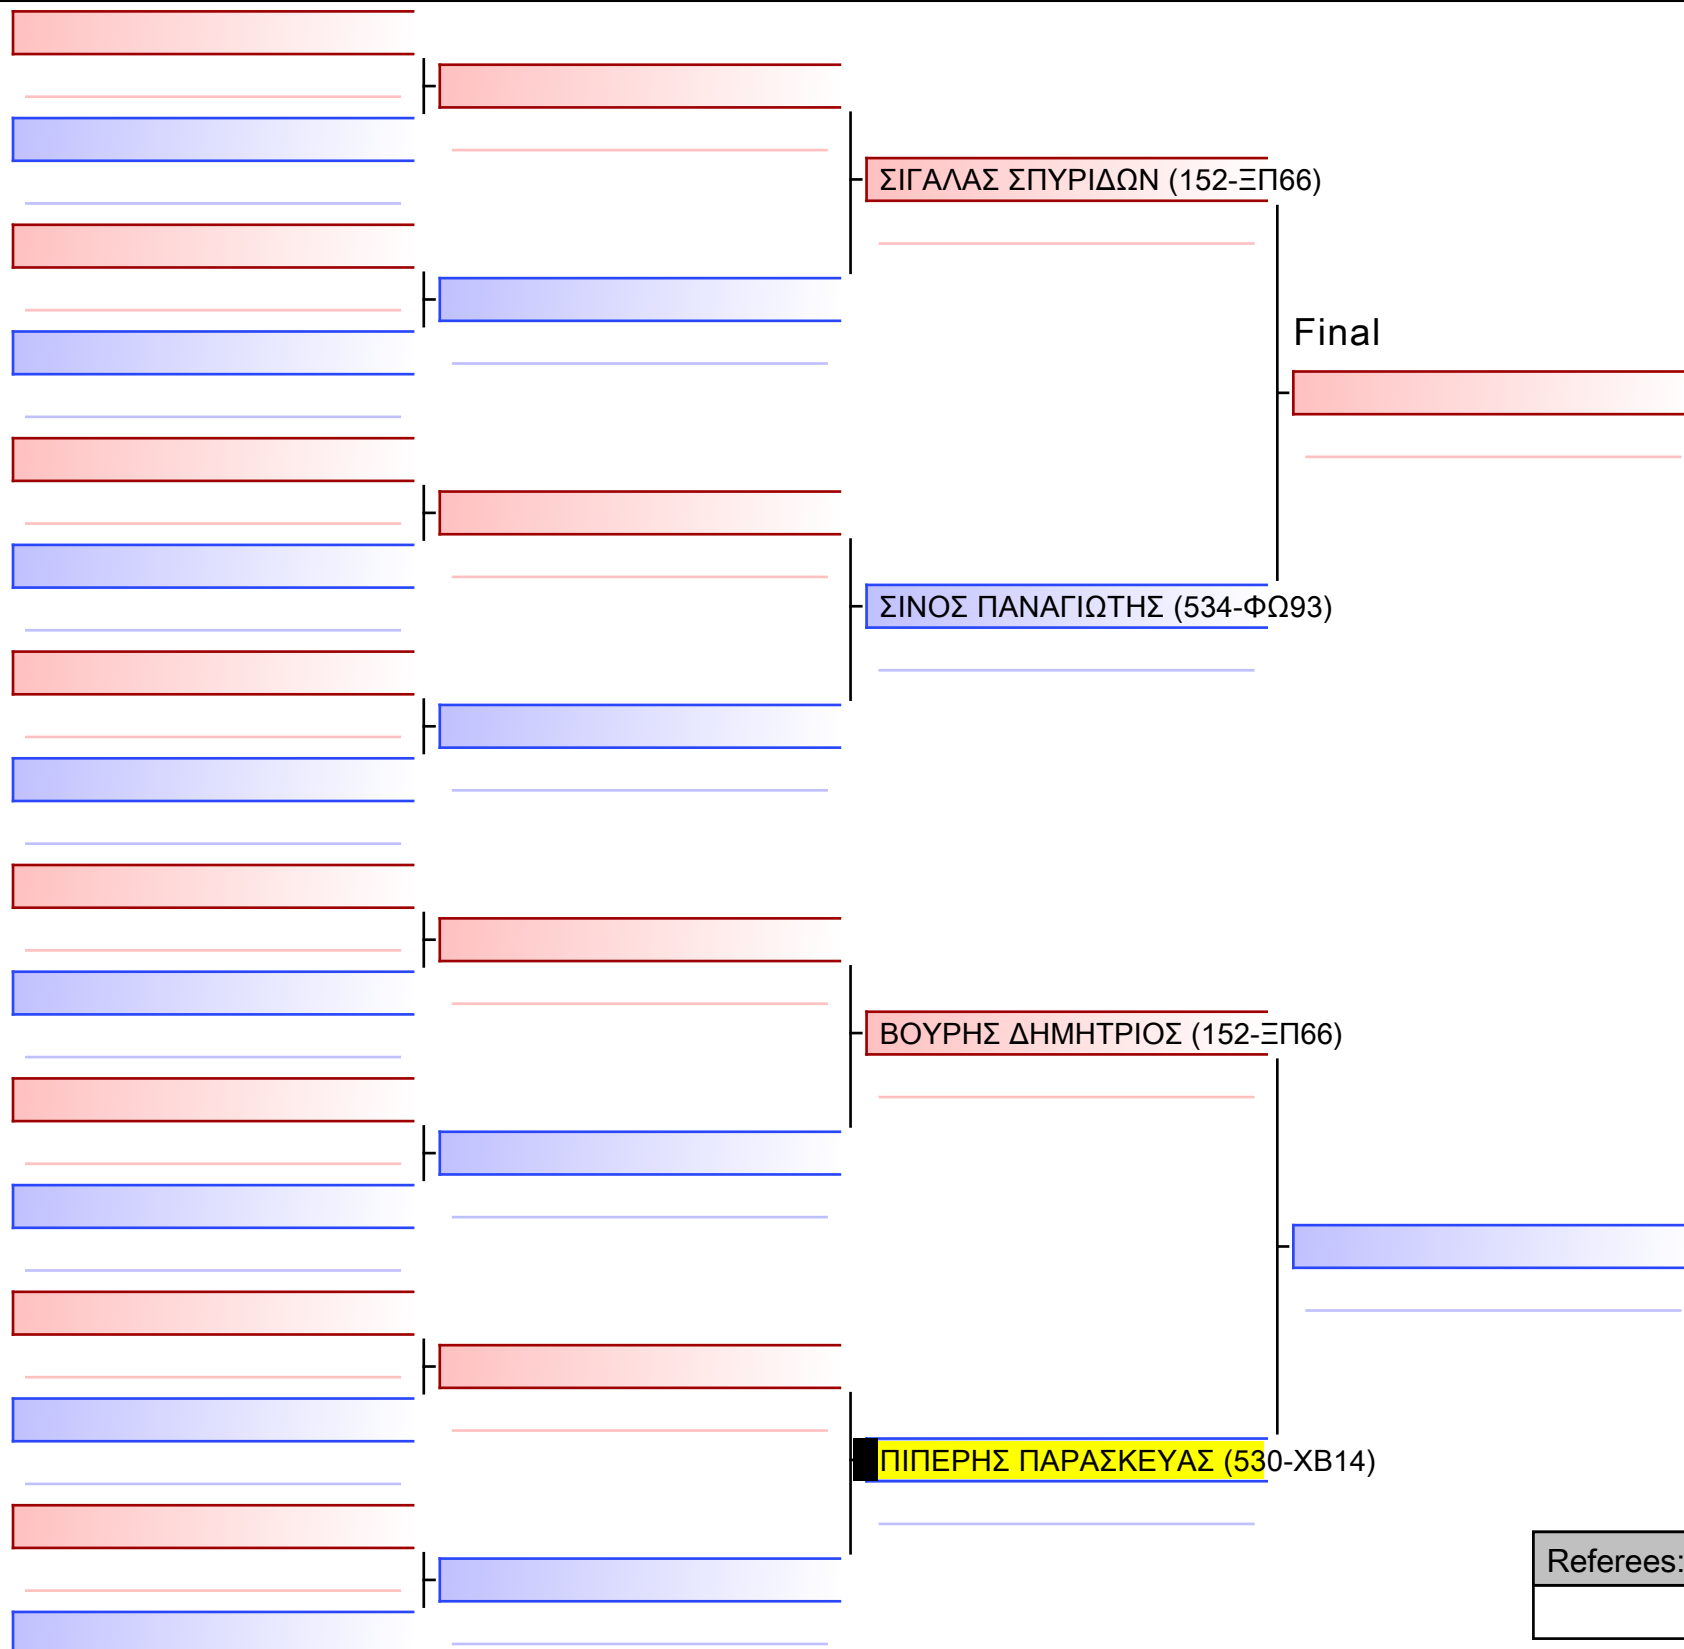 ΣΙΓΑΛΑΣ ΣΠΥΡΙΔΩΝ (152-ΞΠ66)
Final
ΣΙΝΟΣ ΠΑΝΑΓΙΩΤΗΣ (534-ΦΩ93)
ΒΟΥΡΗΣ ΔΗΜΗΤΡΙΟΣ (152-ΞΠ66)
ΠΙΠΕΡΗΣ ΠΑΡΑΣΚΕΥΑΣ (530-ΧΒ14)
Referees: